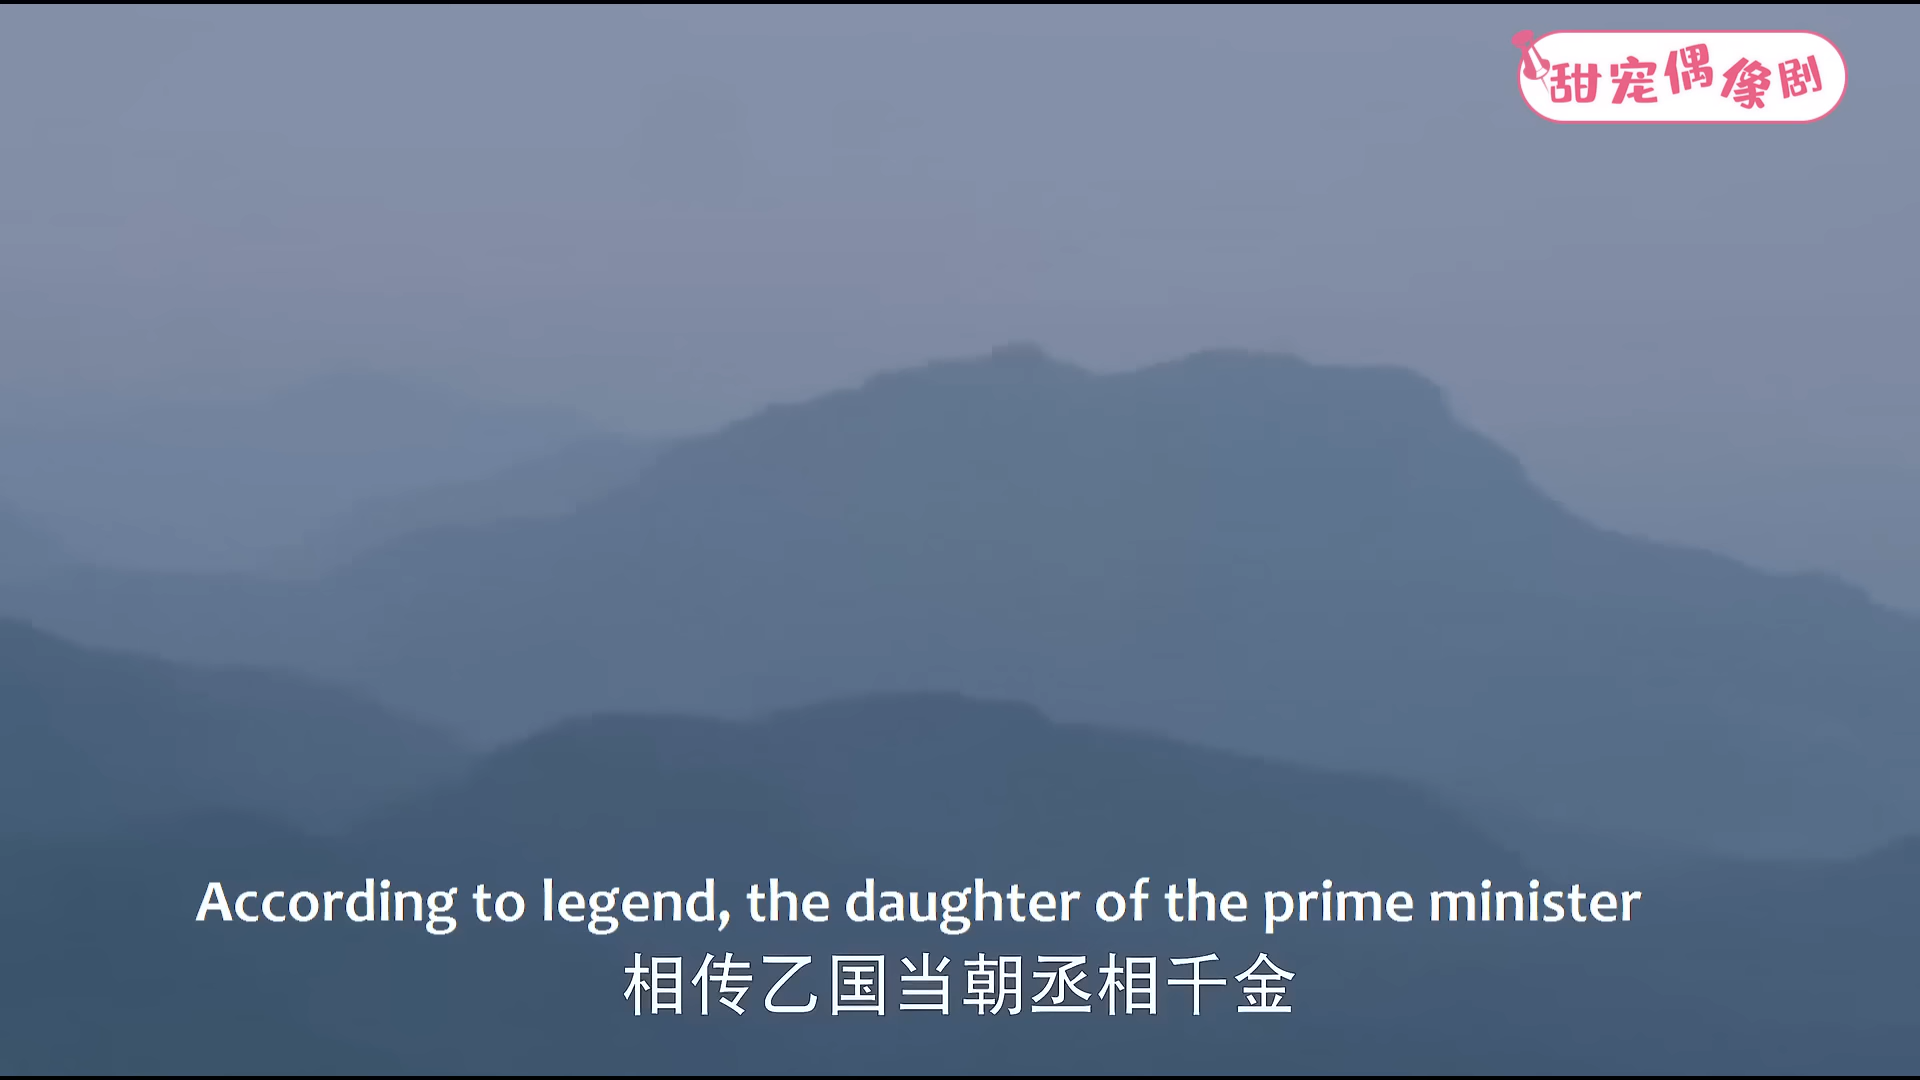 甜宠偶像剧
According to legend, the daughter of the prime minister
相传乙国当朝丞相千金